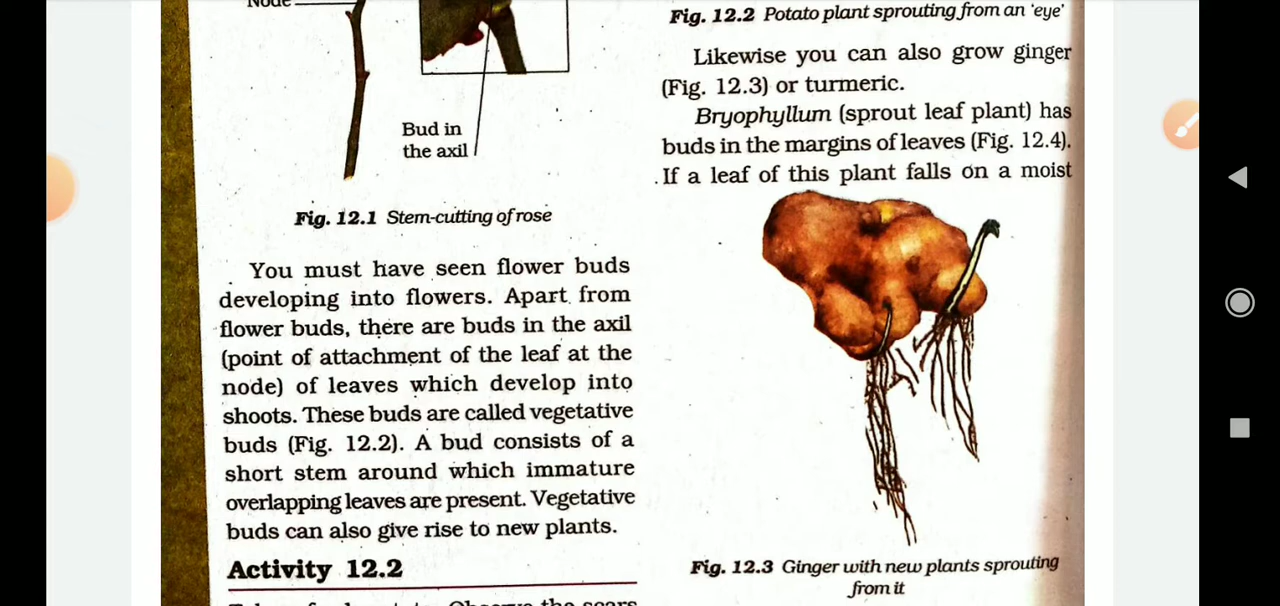 Node
Bud in
the axil
Fig. 12.1 Stem-cutting of rose
You must have seen flower buds
developing into flowers. Apart from
flower buds, there are buds in the axil
(point of attachment of the leaf at the
node) of leaves which develop into
shoots. These buds are called vegetative
buds (Fig. 12.2). A bud consists of a
short stem around which immature
overlapping leaves are present. Vegetative
buds can also give rise to new plants.
Activity 12.2
Fig. 12.2 Potato plant sprouting from an 'eye'
Likewise you can also grow ginger
(Fig. 12.3) or turmeric.
Bryophyllum (sprout leaf plant) has
buds in the margins of leaves (Fig. 12.4).
If a leaf of this plant falls on a moist
Fig. 12.3 Ginger with new plants sprouting
from it